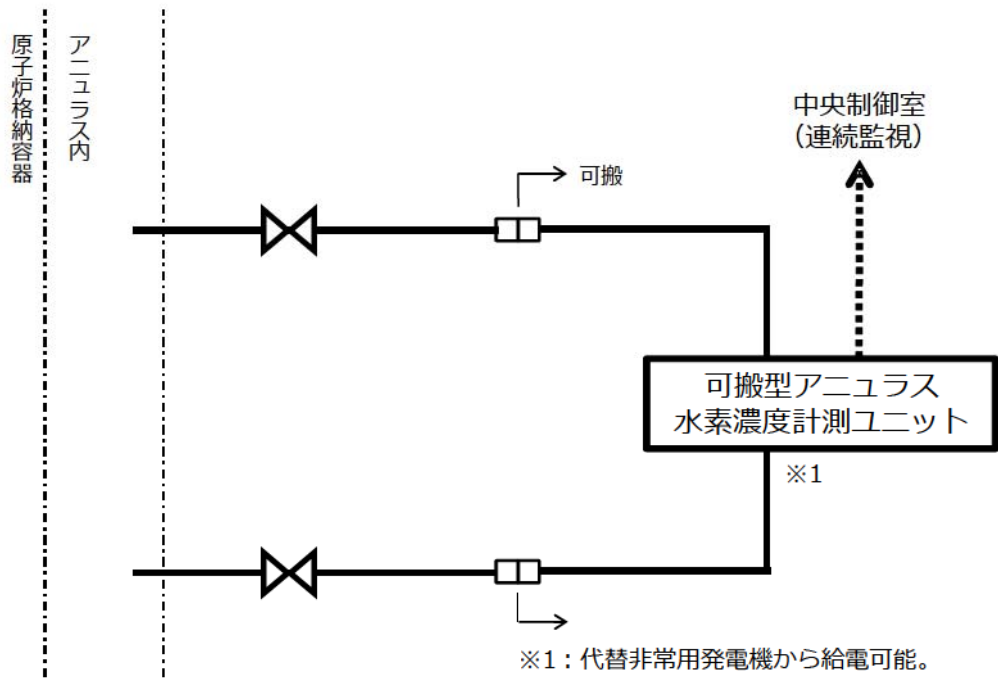 原子炉格納容器
アニュラス内
中央制御室
（連続監視）
可搬
可搬型アニュラス
水素濃度計測ユニット
※1
※1：代替非常用発電機から給電可能。